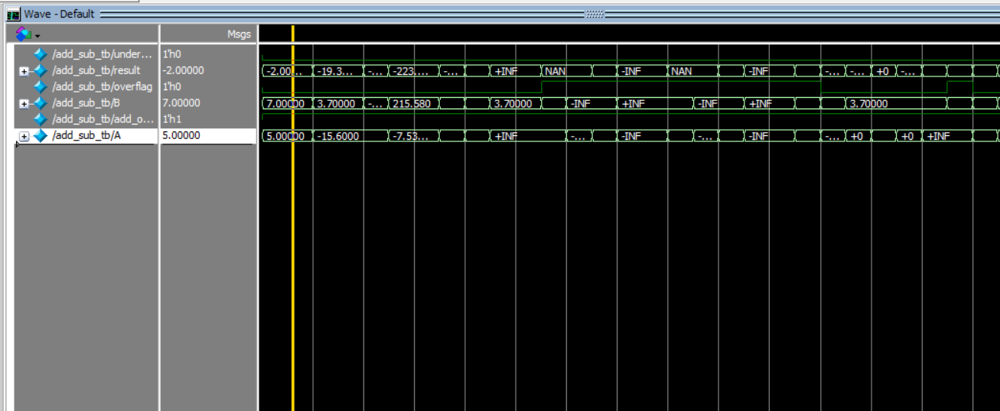 Wave - Default
Msgs
/add_sub_tb/under... 1'h0
/add_sub_tb/result -2.00000 -2.00... -19.3... -... -223.... -... +INF NAN -INF NAN -INF -... -... +0 -...
/add_sub_tb/overflag 1'h0
/add_sub_tb/B 7.00000 7.00000 3.70000 -... 215.580 3.70000 -INF +INF -INF +INF 3.70000
/add_sub_tb/add_o... 1'h1
/add_sub_tb/A 5.00000 5.00000 -15.6000 -7.53... +INF -... -INF -... -INF -... +0 +0 +INF